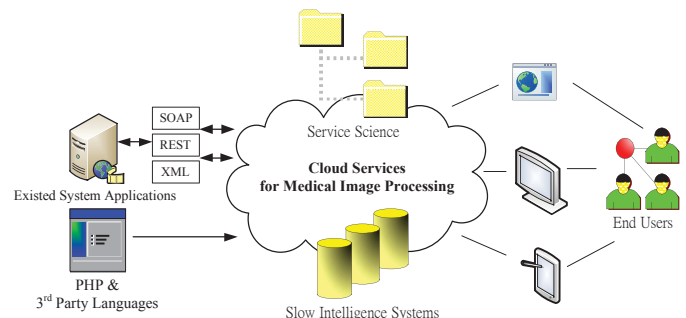 SOAP
REST
XML
Existed System Applications
PHP &
3rd Party Languages
Service Science
Cloud Services
for Medical Image Processing
Slow Intelligence Systems
End Users